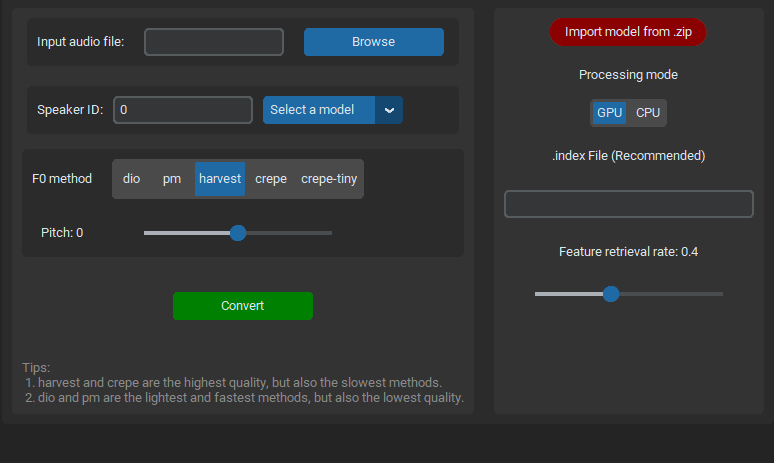 Input audio file:
Browse
Speaker ID:
0
Select a model
F0 method
dio
pm
harvest
crepe
crepe-tiny
Pitch: 0
Convert
Tips:
1. harvest and crepe are the highest quality, but also the slowest methods.
2. dio and pm are the lightest and fastest methods, but also the lowest quality.
Import model from .zip
Processing mode
GPU
CPU
.index File (Recommended)
Feature retrieval rate: 0.4